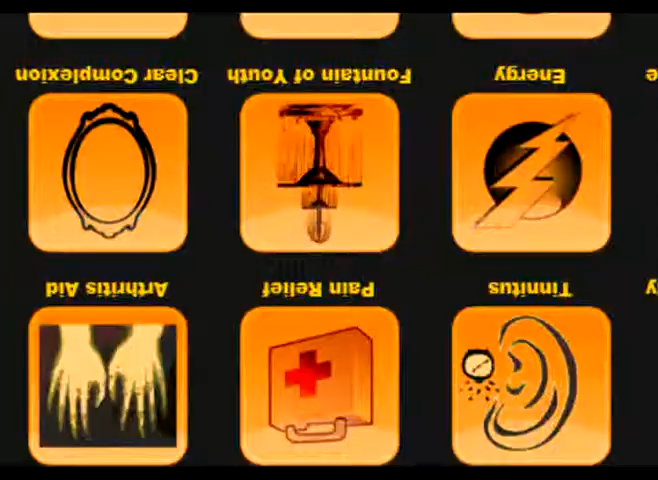 Tinnitus
Pain Relief
Arthritis Aid
Energy
Fountain of Youth
Clear Complexion